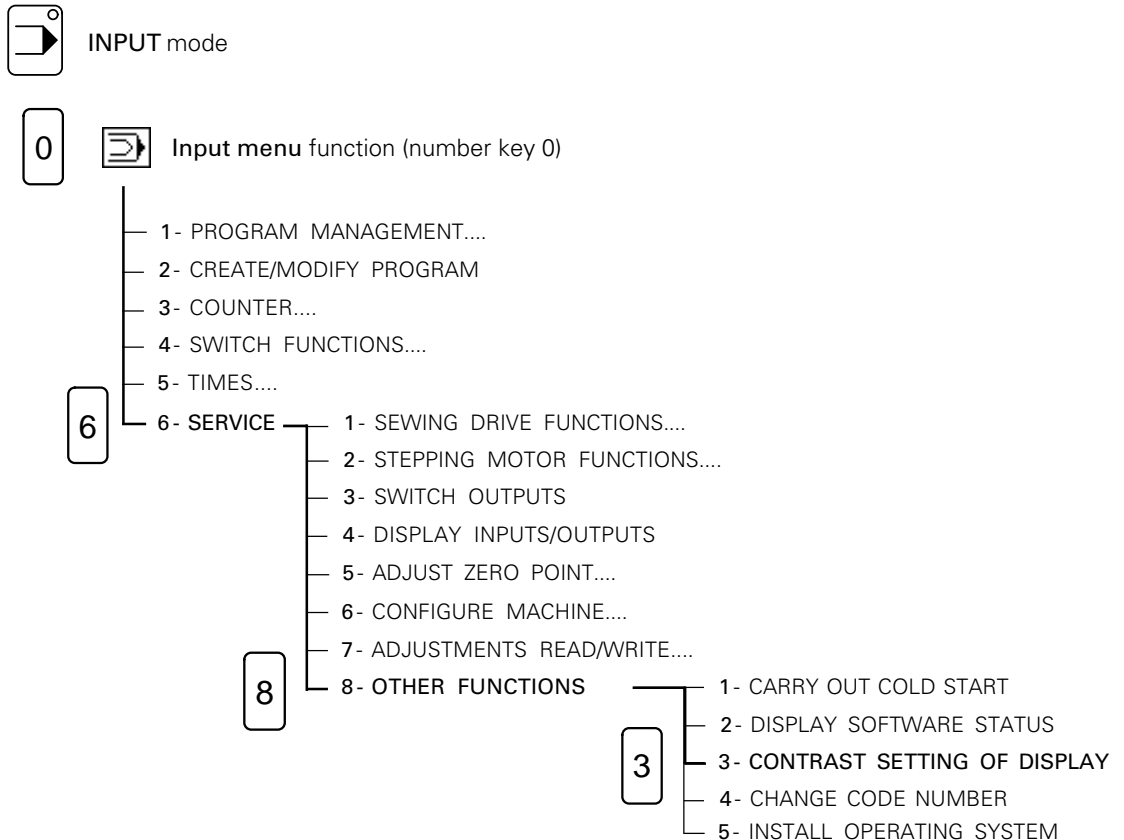 INPUT mode
0
Input menu function (number key 0)
1 - PROGRAM MANAGEMENT....
2 - CREATE/MODIFY PROGRAM
3 - COUNTER....
4 - SWITCH FUNCTIONS....
5 - TIMES....
6
6 - SERVICE
1 - SEWING DRIVE FUNCTIONS....
2 - STEPPING MOTOR FUNCTIONS....
3 - SWITCH OUTPUTS
4 - DISPLAY INPUTS/OUTPUTS
5 - ADJUST ZERO POINT....
6 - CONFIGURE MACHINE....
7 - ADJUSTMENTS READ/WRITE....
8
8 - OTHER FUNCTIONS
1 - CARRY OUT COLD START
2 - DISPLAY SOFTWARE STATUS
3
3 - CONTRAST SETTING OF DISPLAY
4 - CHANGE CODE NUMBER
5 - INSTALL OPERATING SYSTEM